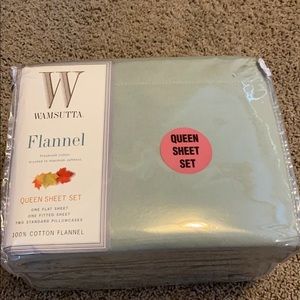 W
WAMSUTTA
Flannel
QUEEN SHEET SET
ONE FLAT SHEET
ONE FITTED SHEET
TWO STANDARD PILLOWCASES
100% COTTON FLANNEL
QUEEN
SHEET
SET